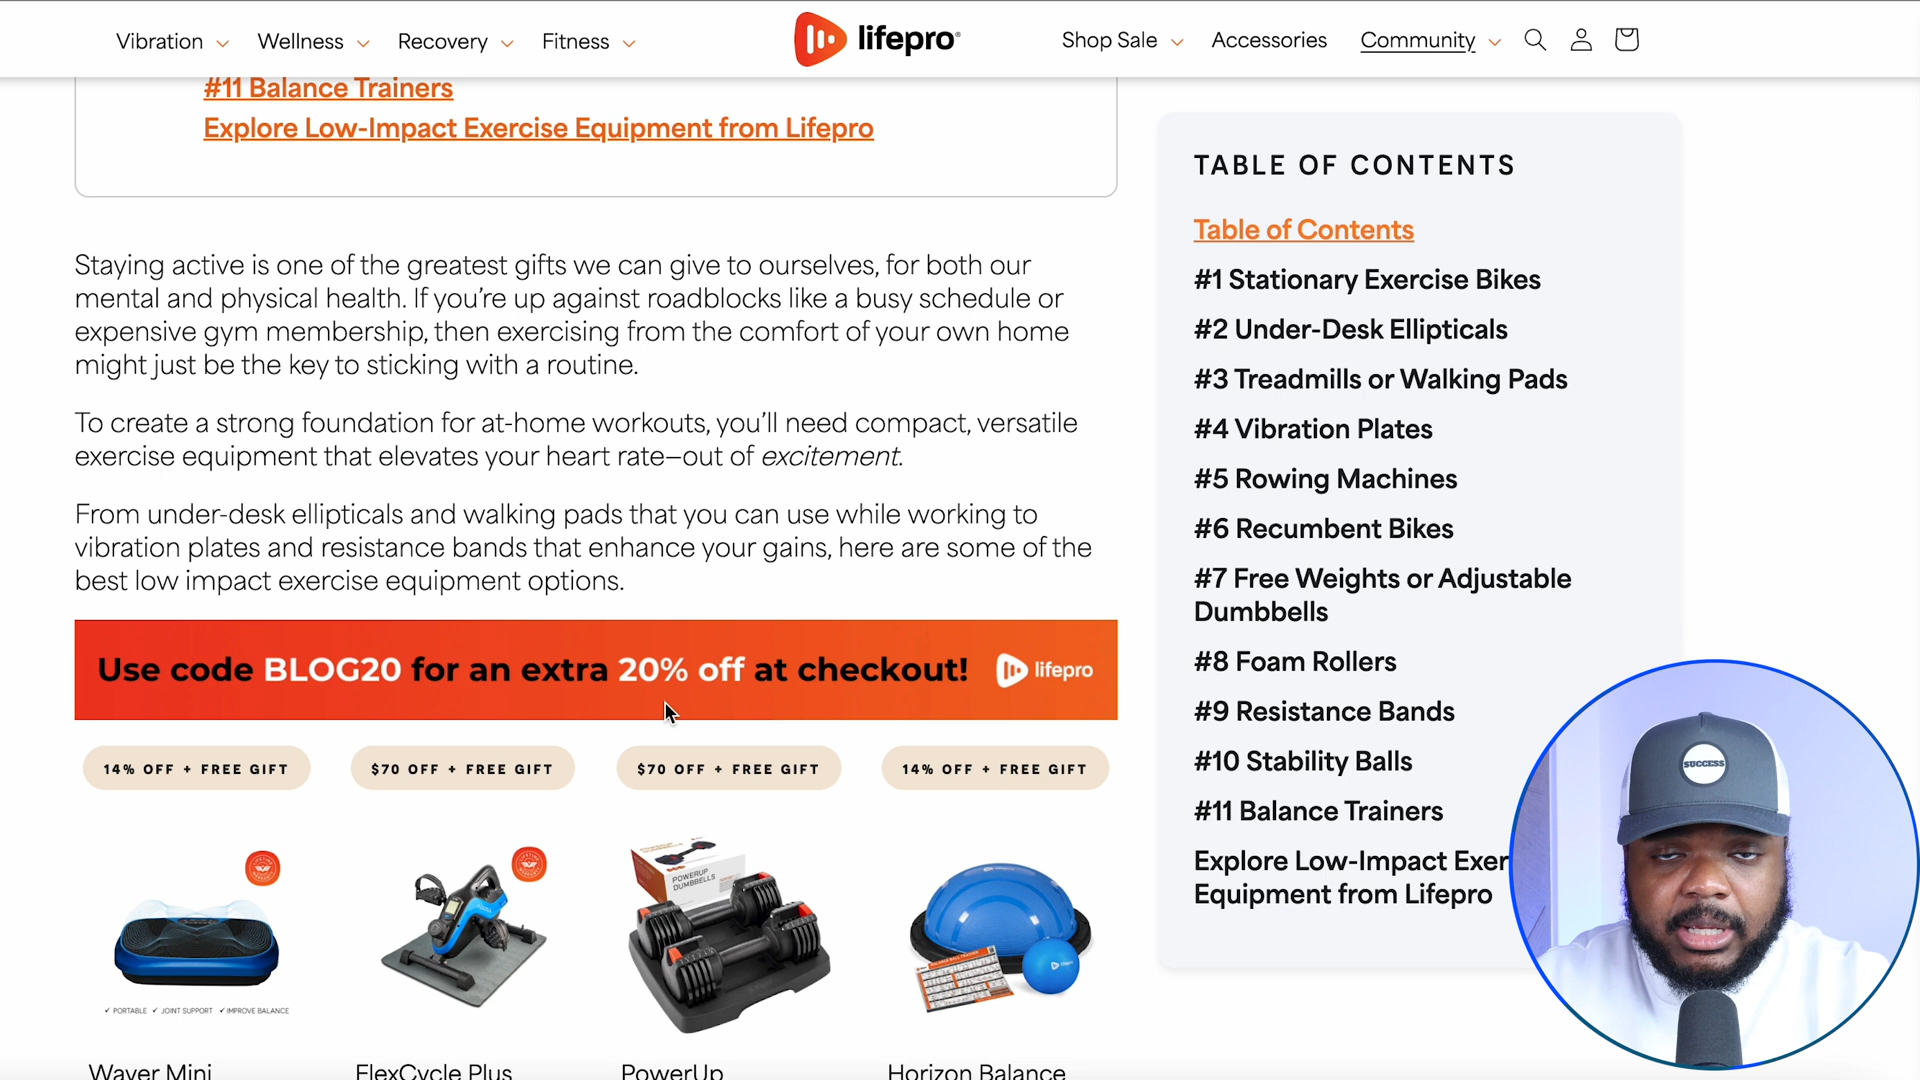 Vibration Wellness Recovery Fitness lifepro Shop Sale Accessories Community
#11 Balance Trainers
Explore Low-Impact Exercise Equipment from Lifepro
Staying active is one of the greatest gifts we can give to ourselves, for both our
mental and physical health. If you’re up against roadblocks like a busy schedule or
expensive gym membership, then exercising from the comfort of your own home
might just be the key to sticking with a routine.
To create a strong foundation for at-home workouts, you’ll need compact, versatile
exercise equipment that elevates your heart rate—out of excitement.
From under-desk ellipticals and walking pads that you can use while working to
vibration plates and resistance bands that enhance your gains, here are some of the
best low impact exercise equipment options.
Use code BLOG20 for an extra 20% off at checkout! lifepro
14% OFF + FREE GIFT
$70 OFF + FREE GIFT
$70 OFF + FREE GIFT
14% OFF + FREE GIFT
POWERUP
DUMBBELLS
✓ PORTABLE ✓ JOINT SUPPORT ✓ IMPROVE BALANCE
Waver Mini
FlexCycle Plus
PowerUp
Horizon Balance
TABLE OF CONTENTS
Table of Contents
#1 Stationary Exercise Bikes
#2 Under-Desk Ellipticals
#3 Treadmills or Walking Pads
#4 Vibration Plates
#5 Rowing Machines
#6 Recumbent Bikes
#7 Free Weights or Adjustable
Dumbbells
#8 Foam Rollers
#9 Resistance Bands
#10 Stability Balls
#11 Balance Trainers
Explore Low-Impact Exer
Equipment from Lifepro
SUCCESS